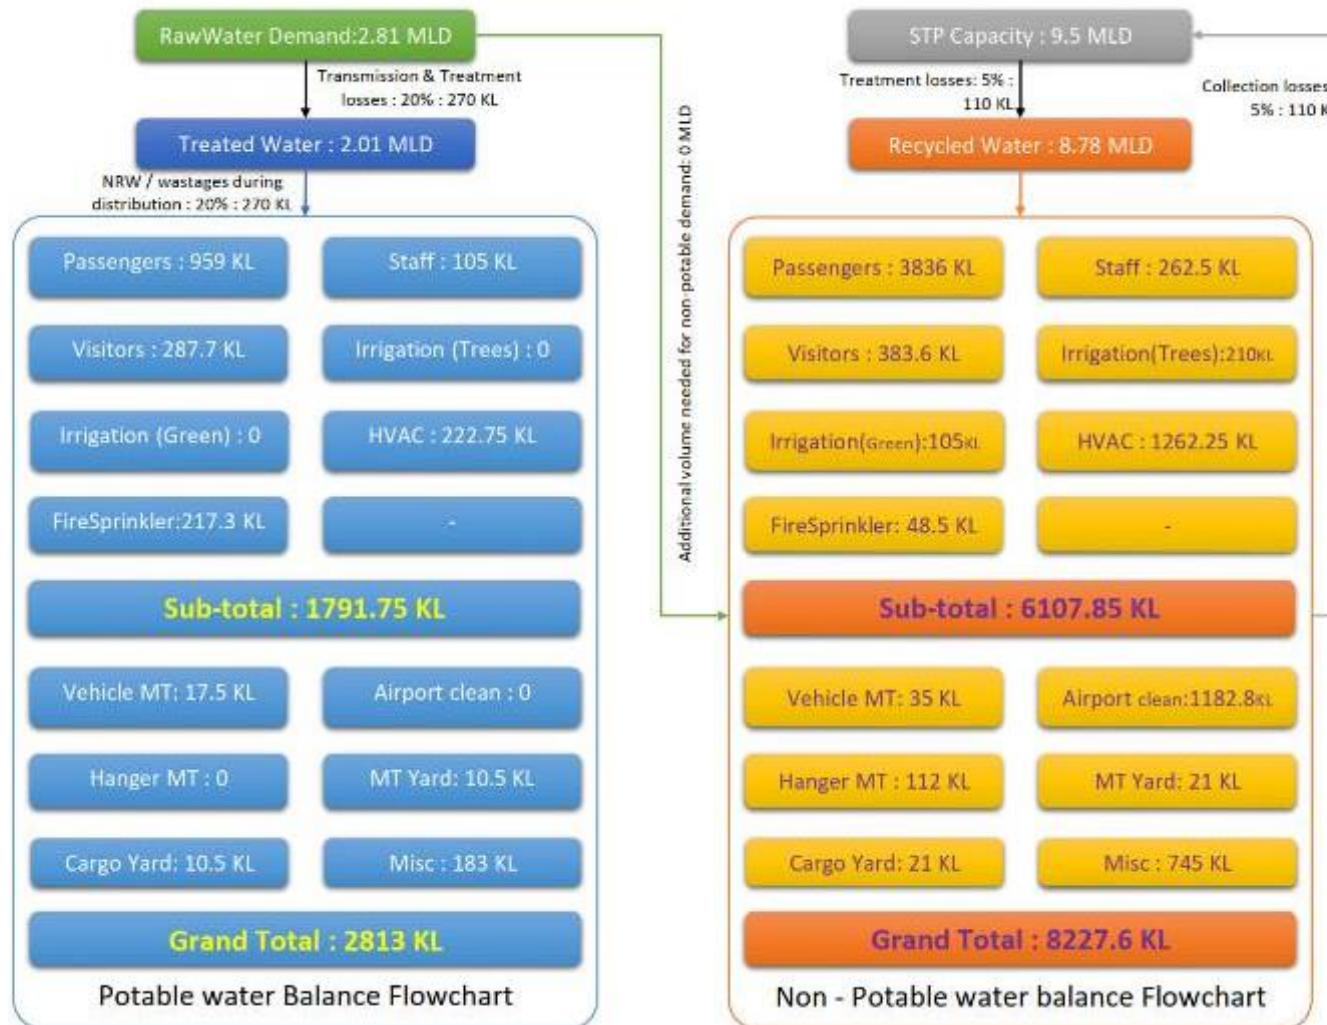 RawWater Demand:2.81 MLD
Transmission & Treatment
losses : 20% : 270 KL
Treated Water : 2.01 MLD
NRW / wastages during
distribution : 20% : 270 KL
Passengers : 959 KL
Staff : 105 KL
Visitors : 287.7 KL
Irrigation (Trees) : 0
Irrigation (Green) : 0
HVAC : 222.75 KL
FireSprinkler:217.3 KL
-
Sub-total : 1791.75 KL
Vehicle MT: 17.5 KL
Airport clean : 0
Hanger MT : 0
MT Yard: 10.5 KL
Cargo Yard: 10.5 KL
Misc : 183 KL
Grand Total : 2813 KL
Potable water Balance Flowchart
Additional volume needed for non-potable demand: 0 MLD
STP Capacity : 9.5 MLD
Treatment losses: 5% :
110 KL
Collection losses
5% : 110 K
Recycled Water : 8.78 MLD
Passengers : 3836 KL
Staff : 262.5 KL
Visitors : 383.6 KL
Irrigation(Trees):210KL
Irrigation(Green):105KL
HVAC : 1262.25 KL
FireSprinkler: 48.5 KL
-
Sub-total : 6107.85 KL
Vehicle MT: 35 KL
Airport clean:1182.8KL
Hanger MT : 112 KL
MT Yard: 21 KL
Cargo Yard: 21 KL
Misc : 745 KL
Grand Total : 8227.6 KL
Non - Potable water balance Flowchart